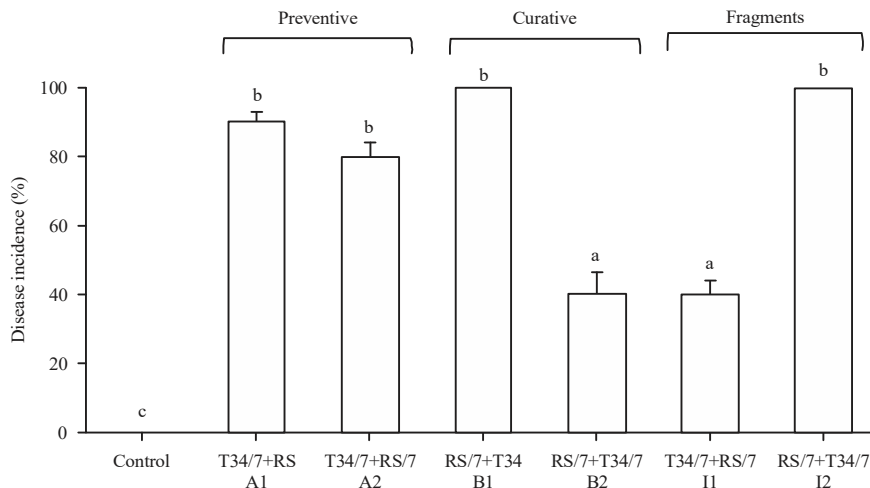 Preventive
Curative
Fragments
Disease incidence (%)
100
80
60
40
20
0
c
b
b
b
a
a
b
Control
T34/7+RS
A1
T34/7+RS/7
A2
RS/7+T34
B1
RS/7+T34/7
B2
T34/7+RS/7
I1
RS/7+T34/7
I2